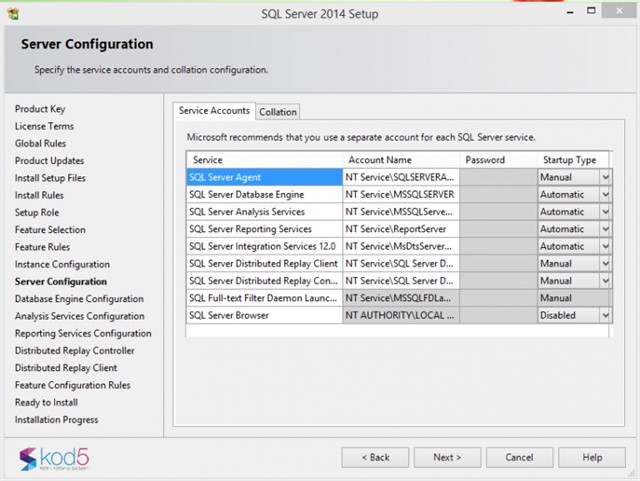 SQL Server 2014 Setup
Server Configuration
Specify the service accounts and collation configuration.
Product Key
License Terms
Global Rules
Product Updates
Install Setup Files
Install Rules
Setup Role
Feature Selection
Feature Rules
Instance Configuration
Server Configuration
Database Engine Configuration
Analysis Services Configuration
Reporting Services Configuration
Distributed Replay Controller
Distributed Replay Client
Feature Configuration Rules
Ready to Install
Installation Progress
Service Accounts Collation
Microsoft recommends that you use a separate account for each SQL Server service.
Service Account Name Password Startup Type
SQL Server Agent NT Service\SQLSERVERA... Manual
SQL Server Database Engine NT Service\MSSQLSERVER Automatic
SQL Server Analysis Services NT Service\MSSQLServe... Automatic
SQL Server Reporting Services NT Service\ReportServer Automatic
SQL Server Integration Services 12.0 NT Service\MsDtsServer... Automatic
SQL Server Distributed Replay Client NT Service\SQL Server D... Manual
SQL Server Distributed Replay Con... NT Service\SQL Server D... Manual
SQL Full-text Filter Daemon Launc... NT Service\MSSQLFDLa... Manual
SQL Server Browser NT AUTHORITY\LOCAL ... Disabled
kod5
< Back Next > Cancel Help